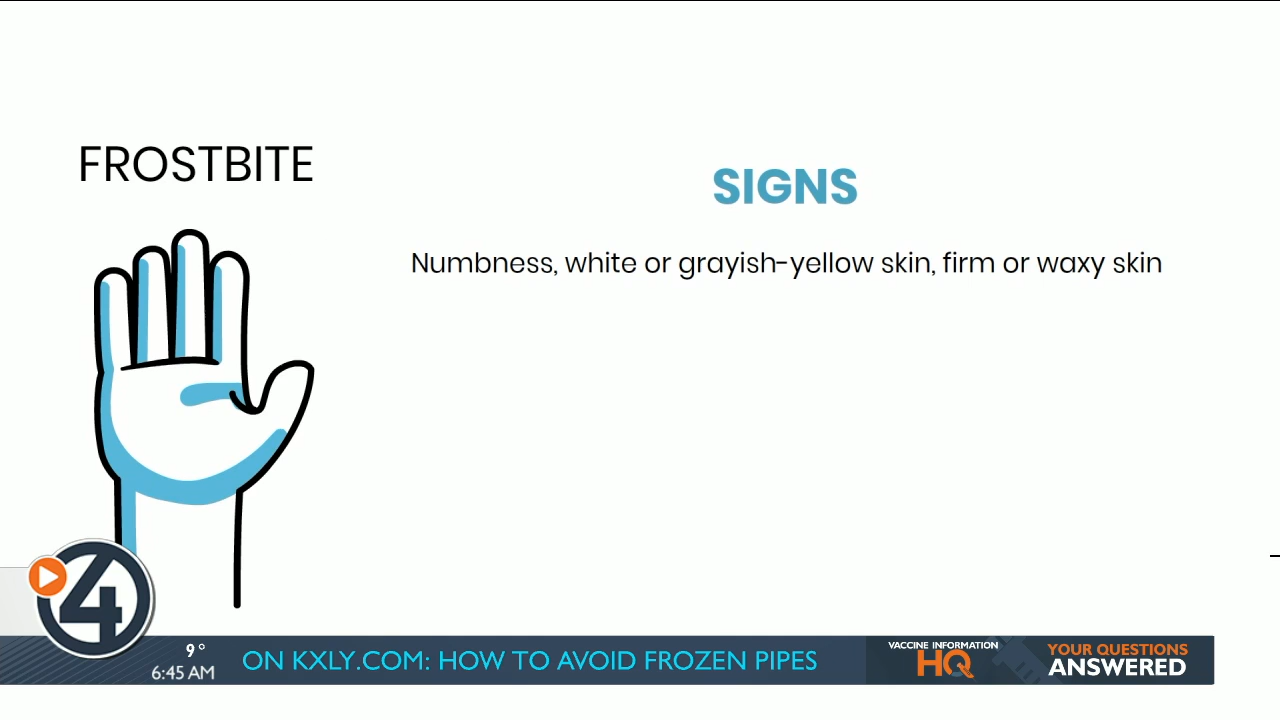 FROSTBITE
SIGNS
Numbness, white or grayish-yellow skin, firm or waxy skin
4
9°
6:45 AM
ON KXLY.COM: HOW TO AVOID FROZEN PIPES
VACCINE INFORMATION
HQ
YOUR QUESTIONS
ANSWERED